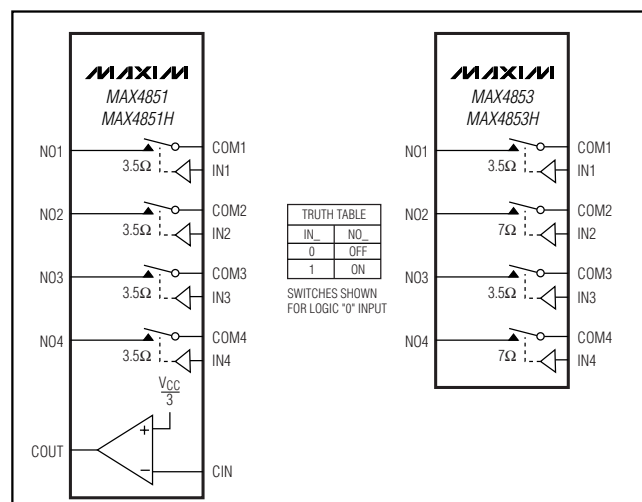 MAXIM
MAX4851
MAX4851H
NO1
COM1
3.5Ω
IN1
NO2
COM2
3.5Ω
IN2
NO3
COM3
3.5Ω
IN3
NO4
COM4
3.5Ω
IN4
VCC
3
+
COUT
−
CIN
TRUTH TABLE
IN_ NO_
0 OFF
1 ON
SWITCHES SHOWN
FOR LOGIC "0" INPUT
MAXIM
MAX4853
MAX4853H
NO1
COM1
3.5Ω
IN1
NO2
COM2
7Ω
IN2
NO3
COM3
3.5Ω
IN3
NO4
COM4
7Ω
IN4